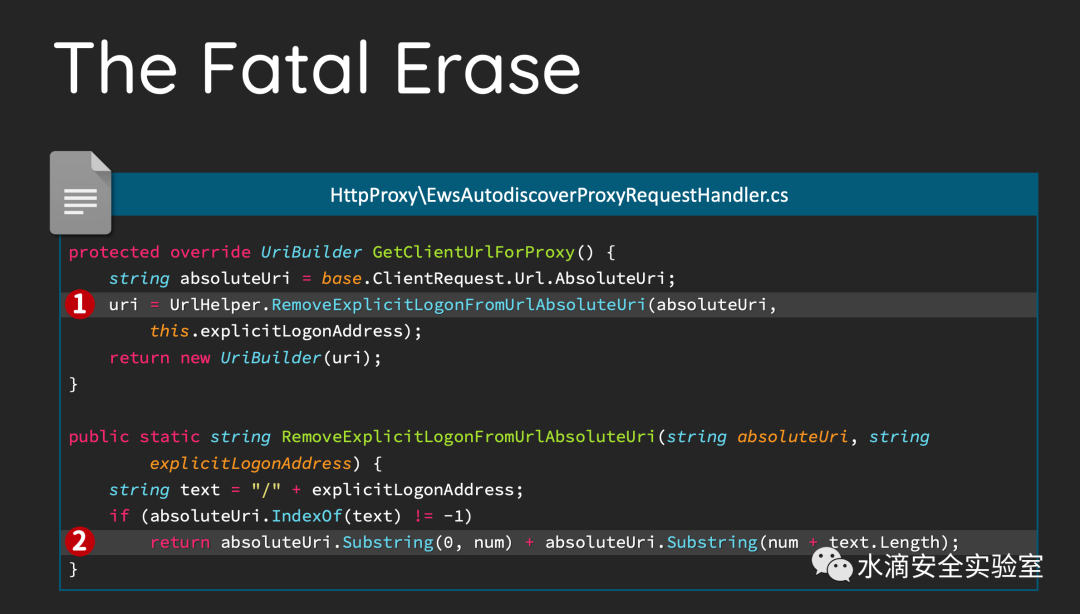 The Fatal Erase
HttpProxy\EwsAutodiscoverProxyRequestHandler.cs
protected override UriBuilder GetClientUrlForProxy() {
string absoluteUri = base.ClientRequest.Url.AbsoluteUri;
1 uri = UrlHelper.RemoveExplicitLogonFromUrlAbsoluteUri(absoluteUri,
this.explicitLogonAddress);
return new UriBuilder(uri);
}
public static string RemoveExplicitLogonFromUrlAbsoluteUri(string absoluteUri, string
explicitLogonAddress) {
string text = "/" + explicitLogonAddress;
if (absoluteUri.IndexOf(text) != -1)
2 return absoluteUri.Substring(0, num) + absoluteUri.Substring(num + text.Length);
}
水滴安全实验室